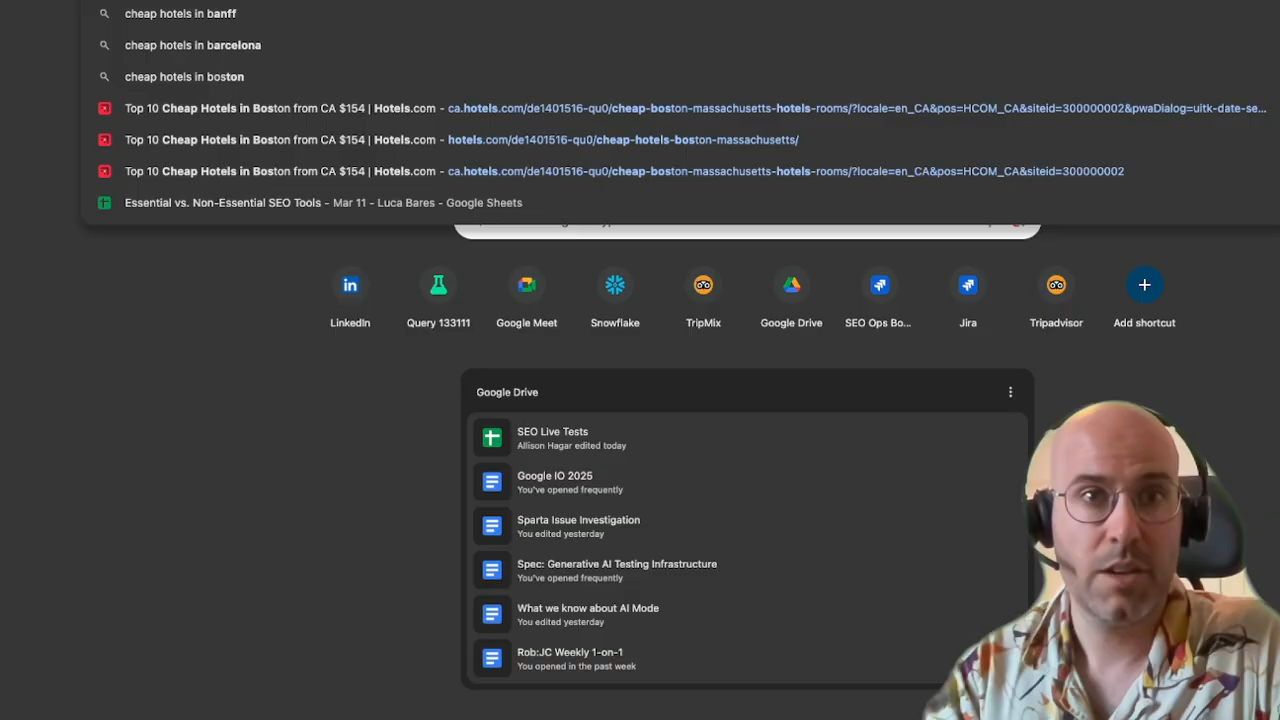 cheap hotels in banff
cheap hotels in barcelona
cheap hotels in boston
Top 10 Cheap Hotels in Boston from CA $154 | Hotels.com - ca.hotels.com/de1401516-qu0/cheap-boston-massachusetts-hotels-rooms/?locale=en_CA&pos=HCOM_CA&siteid=300000002&pwaDialog=uitk-date-se...
Top 10 Cheap Hotels in Boston from CA $154 | Hotels.com - hotels.com/de1401516-qu0/cheap-hotels-boston-massachusetts/
Top 10 Cheap Hotels in Boston from CA $154 | Hotels.com - ca.hotels.com/de1401516-qu0/cheap-boston-massachusetts-hotels-rooms/?locale=en_CA&pos=HCOM_CA&siteid=300000002
Essential vs. Non-Essential SEO Tools - Mar 11 - Luca Bares - Google Sheets
LinkedIn
Query 133111
Google Meet
Snowflake
TripMix
Google Drive
SEO Ops Bo...
Jira
Tripadvisor
Add shortcut
Google Drive
SEO Live Tests
Allison Hagar edited today
Google IO 2025
You've opened frequently
Sparta Issue Investigation
You edited yesterday
Spec: Generative AI Testing Infrastructure
You've opened frequently
What we know about AI Mode
You edited yesterday
Rob:JC Weekly 1-on-1
You opened in the past week